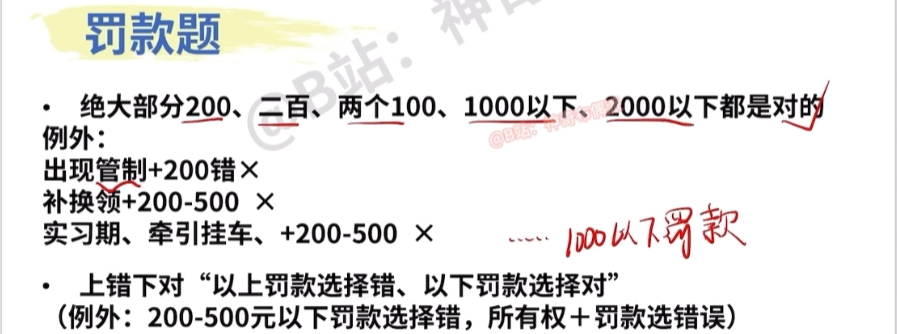 罚款题
@B站：神
• 绝大部分200、二百、两个100、1000以下、2000以下都是对的
例外：
出现管制+200错×
补换领+200-500 ×
实习期、牵引挂车、+200-500 ×
……1000以下罚款
• 上错下对“以上罚款选择错、以下罚款选择对”
（例外：200-500元以下罚款选择错，所有权＋罚款选错误）